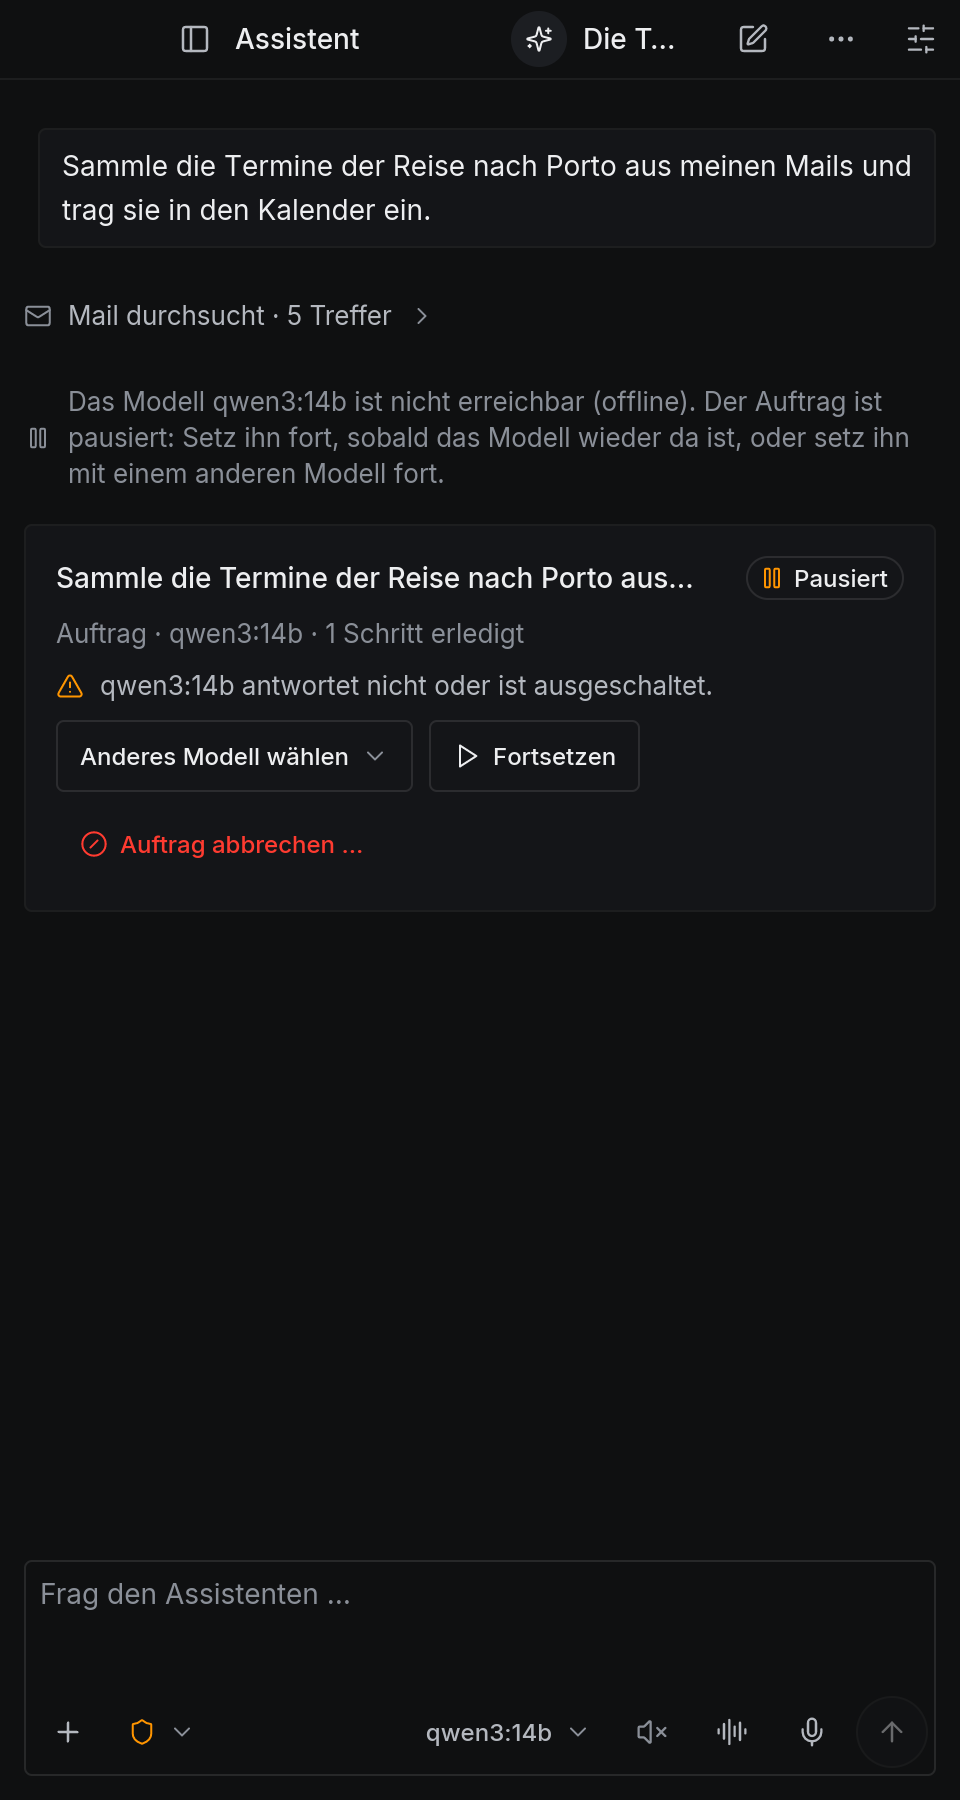 Assistent
Die T...
Sammle die Termine der Reise nach Porto aus meinen Mails und
trag sie in den Kalender ein.
Mail durchsucht · 5 Treffer
Das Modell qwen3:14b ist nicht erreichbar (offline). Der Auftrag ist
pausiert: Setz ihn fort, sobald das Modell wieder da ist, oder setz ihn
mit einem anderen Modell fort.
Sammle die Termine der Reise nach Porto aus...
Pausiert
Auftrag · qwen3:14b · 1 Schritt erledigt
qwen3:14b antwortet nicht oder ist ausgeschaltet.
Anderes Modell wählen
Fortsetzen
Auftrag abbrechen ...
Frag den Assistenten ...
qwen3:14b